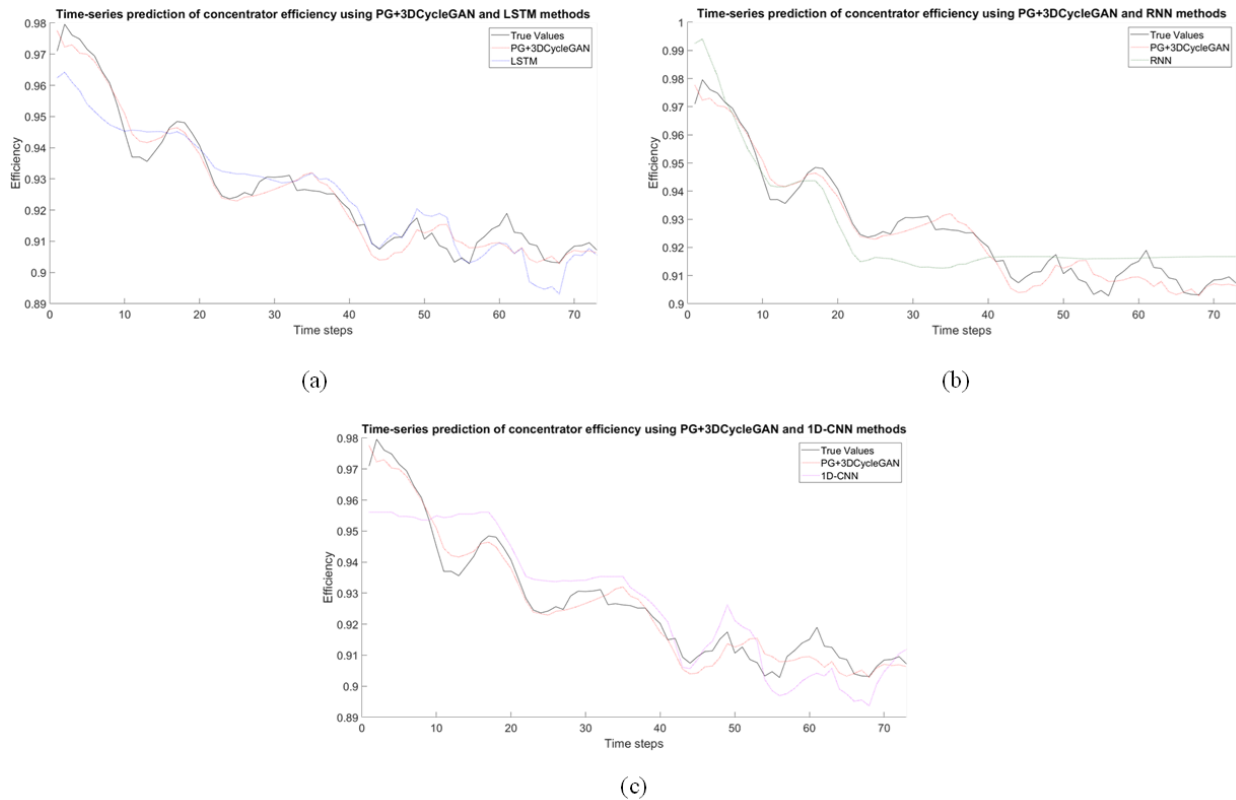 Time-series prediction of concentrator efficiency using PG+3DCycleGAN and LSTM methods
0.98
0.97
0.96
0.95
0.94
0.93
0.92
0.91
0.9
0.89
Efficiency
0 10 20 30 40 50 60 70
Time steps
True Values
PG+3DCycleGAN
LSTM
(a)
Time-series prediction of concentrator efficiency using PG+3DCycleGAN and RNN methods
1
0.99
0.98
0.97
0.96
0.95
0.94
0.93
0.92
0.91
0.9
Efficiency
0 10 20 30 40 50 60 70
Time steps
True Values
PG+3DCycleGAN
RNN
(b)
Time-series prediction of concentrator efficiency using PG+3DCycleGAN and 1D-CNN methods
0.98
0.97
0.96
0.95
0.94
0.93
0.92
0.91
0.9
0.89
Efficiency
0 10 20 30 40 50 60 70
Time steps
True Values
PG+3DCycleGAN
1D-CNN
(c)